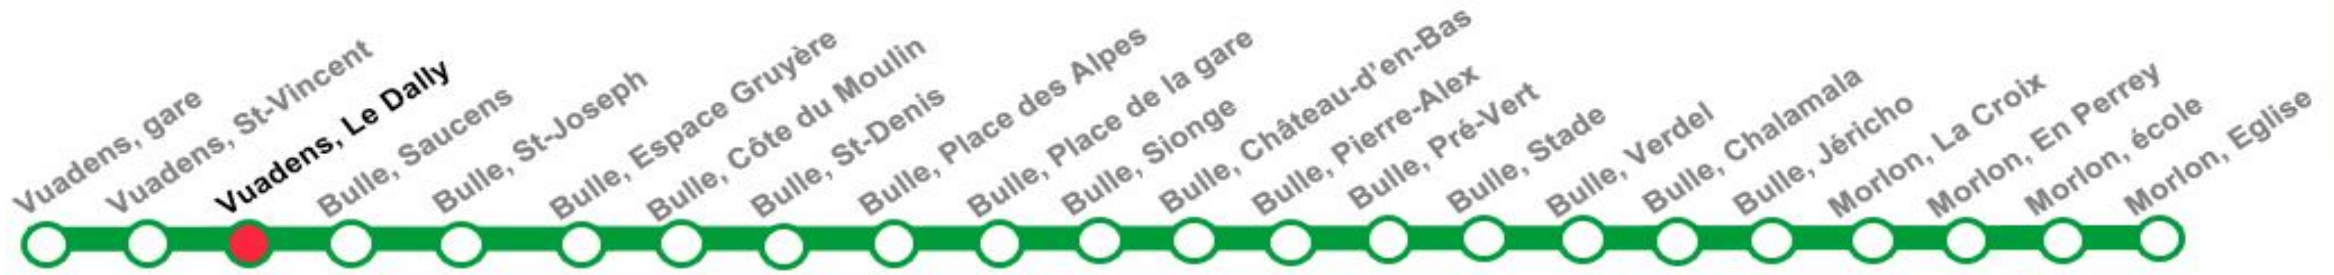 Vuadens, gare
Vuadens, St-Vincent
Vuadens, Le Dally
Bulle, Saucens
Bulle, St-Joseph
Bulle, Espace Gruyère
Bulle, Côte du Moulin
Bulle, St-Denis
Bulle, Place des Alpes
Bulle, Place de la gare
Bulle, Sionge
Bulle, Château-d'en-Bas
Bulle, Pierre-Alex
Bulle, Pré-Vert
Bulle, Stade
Bulle, Verdel
Bulle, Chalamala
Bulle, Jéricho
Morlon, La Croix
Morlon, En Perrey
Morlon, école
Morlon, Eglise